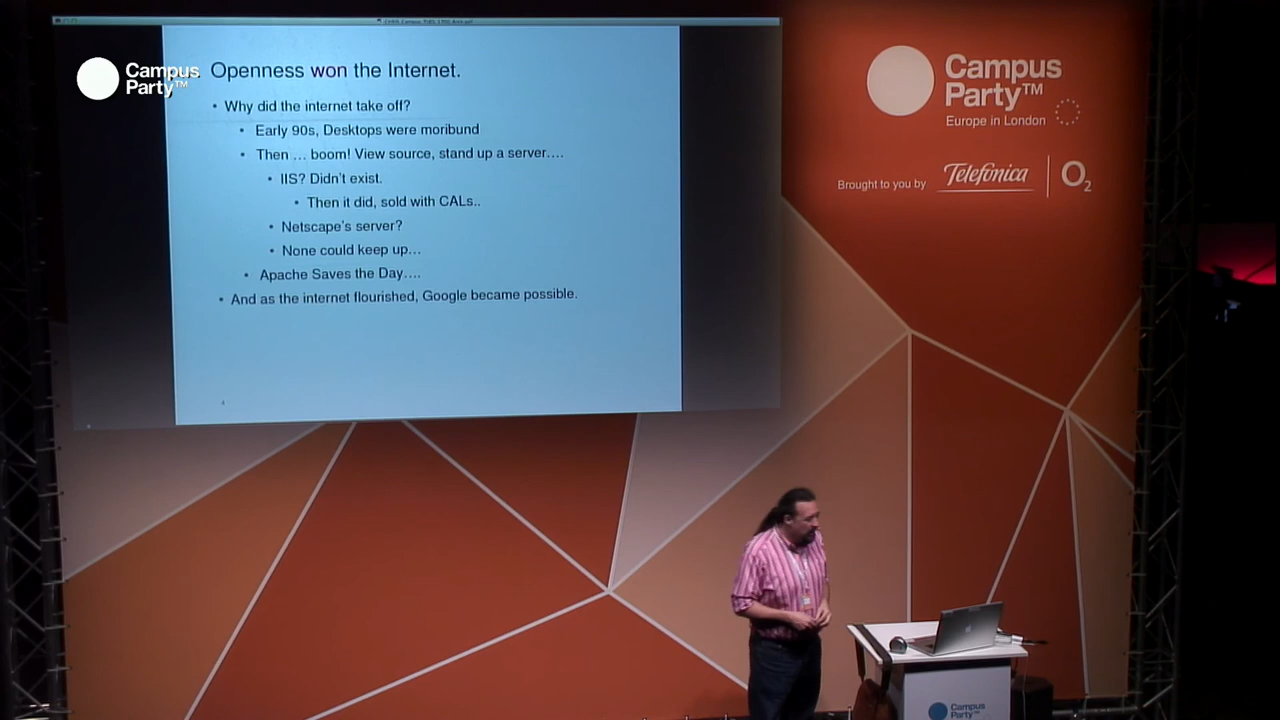 Campus
Party™
Openness won the Internet.
• Why did the internet take off?
• Early 90s, Desktops were moribund
• Then … boom! View source, stand up a server….
• IIS? Didn't exist.
• Then it did, sold with CALs..
• Netscape's server?
• None could keep up…
• Apache Saves the Day….
• And as the internet flourished, Google became possible.
Campus
Party™
Europe in London
Brought to you by
Telefónica
O2
Campus
Party™